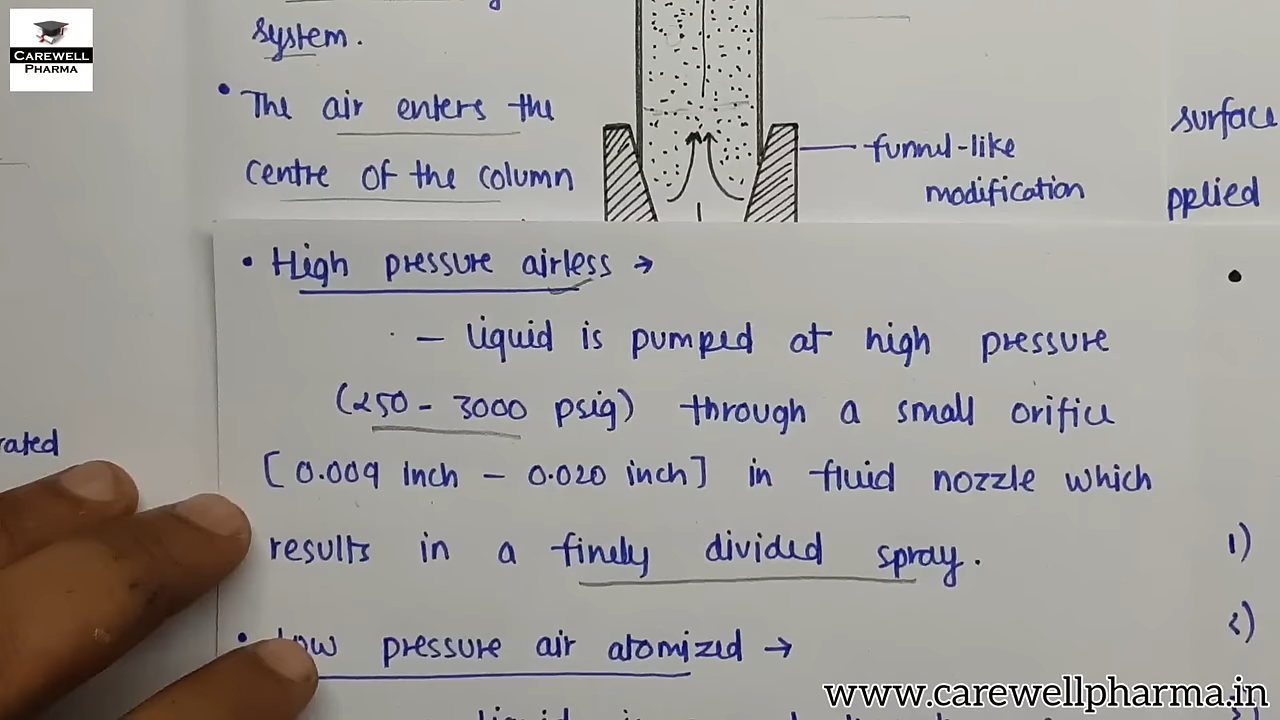 CAREWELL
PHARMA
system.
• The air enters the
centre of the column
funnel-like
modification
surface
pplied
• High pressure airless →
- liquid is pumped at high pressure
(250 - 3000 psig) through a small orifice
[0.009 inch - 0.020 inch] in fluid nozzle which
results in a finely divided spray.
• Low pressure air atomized →
rated
1)
2)
www.carewellpharma.in